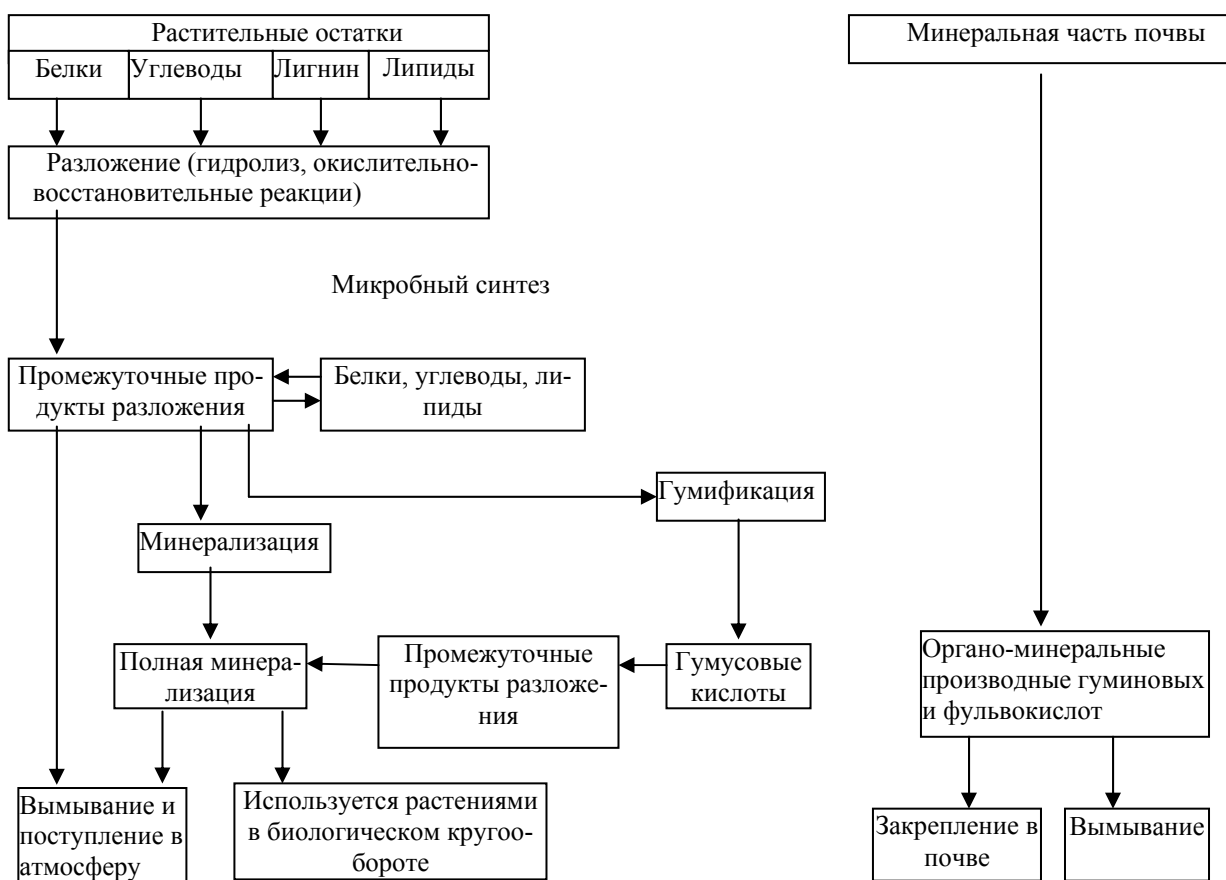 Растительные остатки
Белки
Углеводы
Лигнин
Липиды
Минеральная часть почвы
Разложение (гидролиз, окислительно-
восстановительные реакции)
Микробный синтез
Промежуточные про-
дукты разложения
Белки, углеводы, ли-
пиды
Гумификация
Минерализация
Полная минера-
лизация
Промежуточные
продукты разложе-
ния
Гумусовые
кислоты
Органо-минеральные
производные гуминовых
и фульвокислот
Вымывание и
поступление в
атмосферу
Используется растениями
в биологическом кругоо-
бороте
Закрепление в
почве
Вымывание